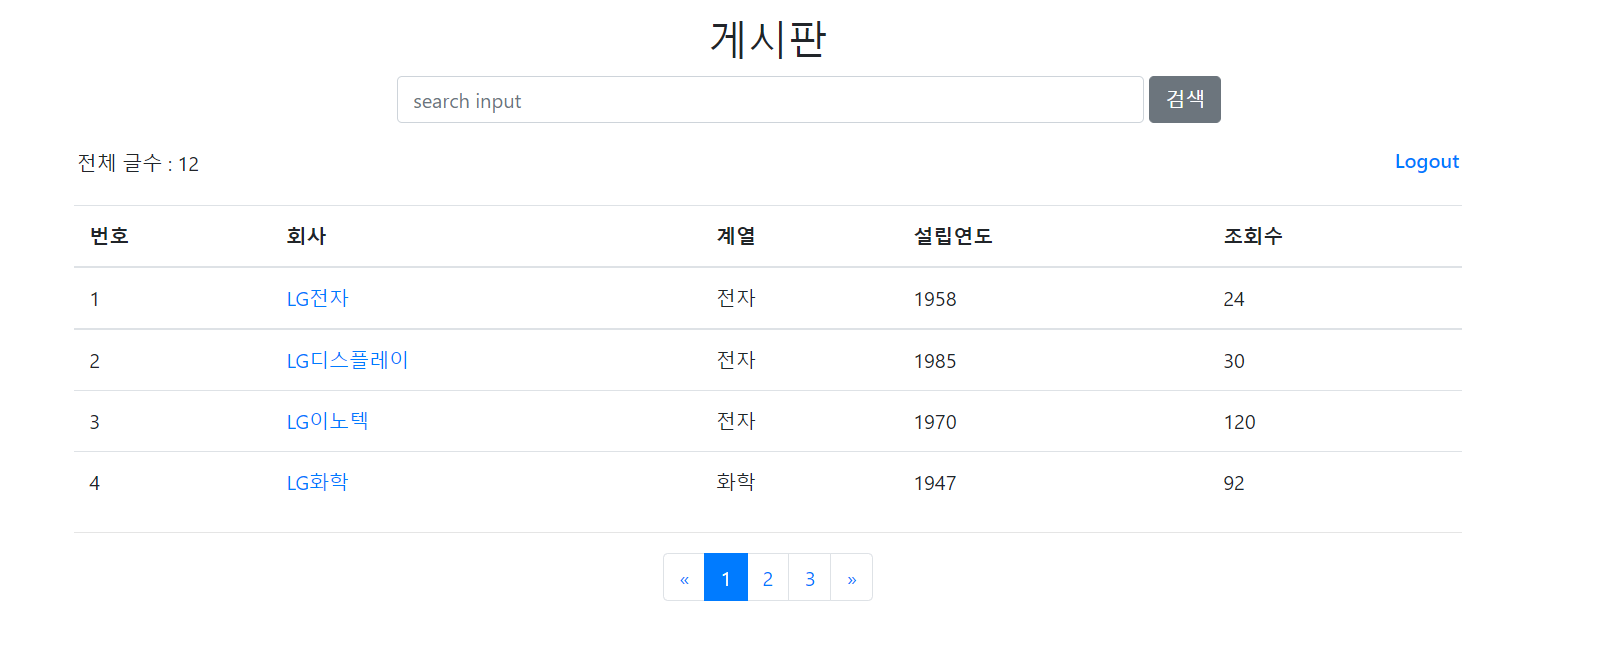 게시판
search input 검색
전체 글수 : 12 Logout
번호 회사 계열 설립연도 조회수
1 LG전자 전자 1958 24
2 LG디스플레이 전자 1985 30
3 LG이노텍 전자 1970 120
4 LG화학 화학 1947 92
« 1 2 3 »